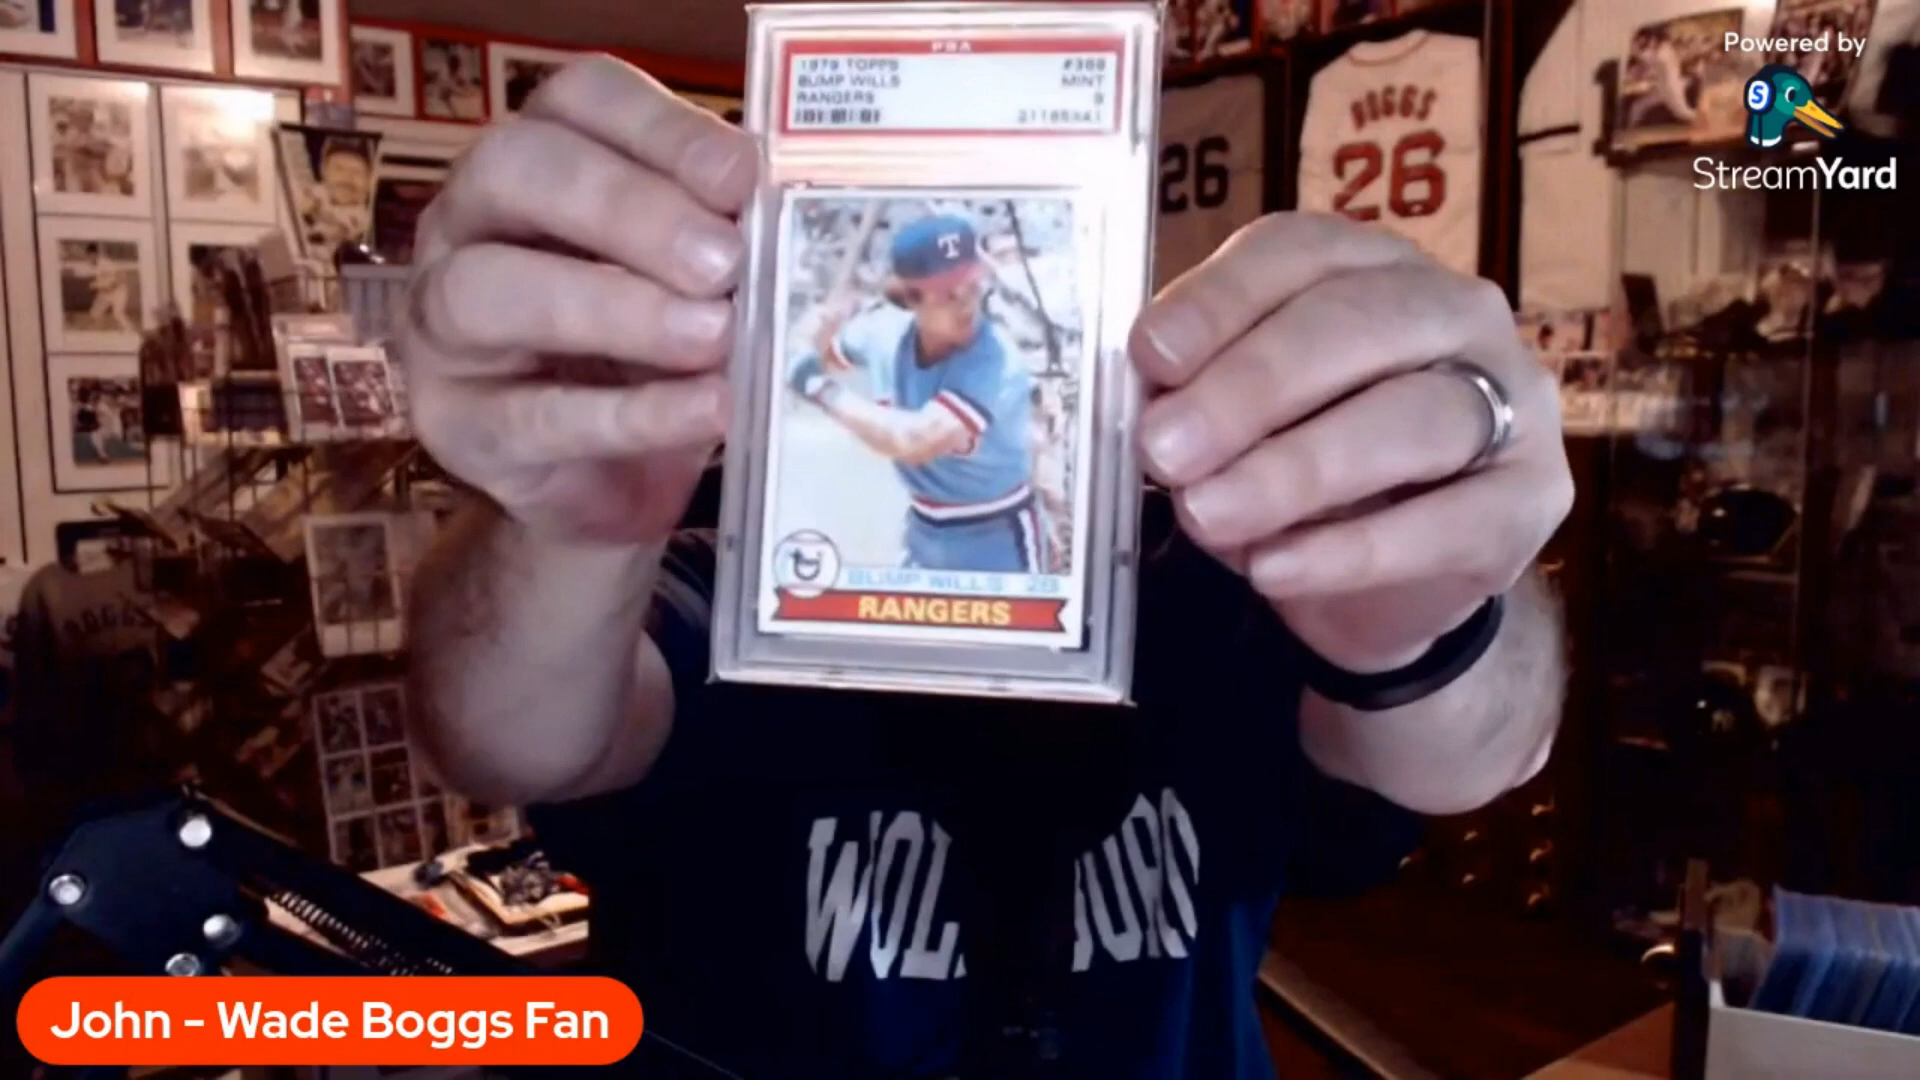 Powered by
StreamYard
PSA
1979 TOPPS #369
BUMP WILLS MINT
RANGERS 9
BOGGS
26
26
T
BUMP WILLS 2B
RANGERS
BOGGS
John - Wade Boggs Fan